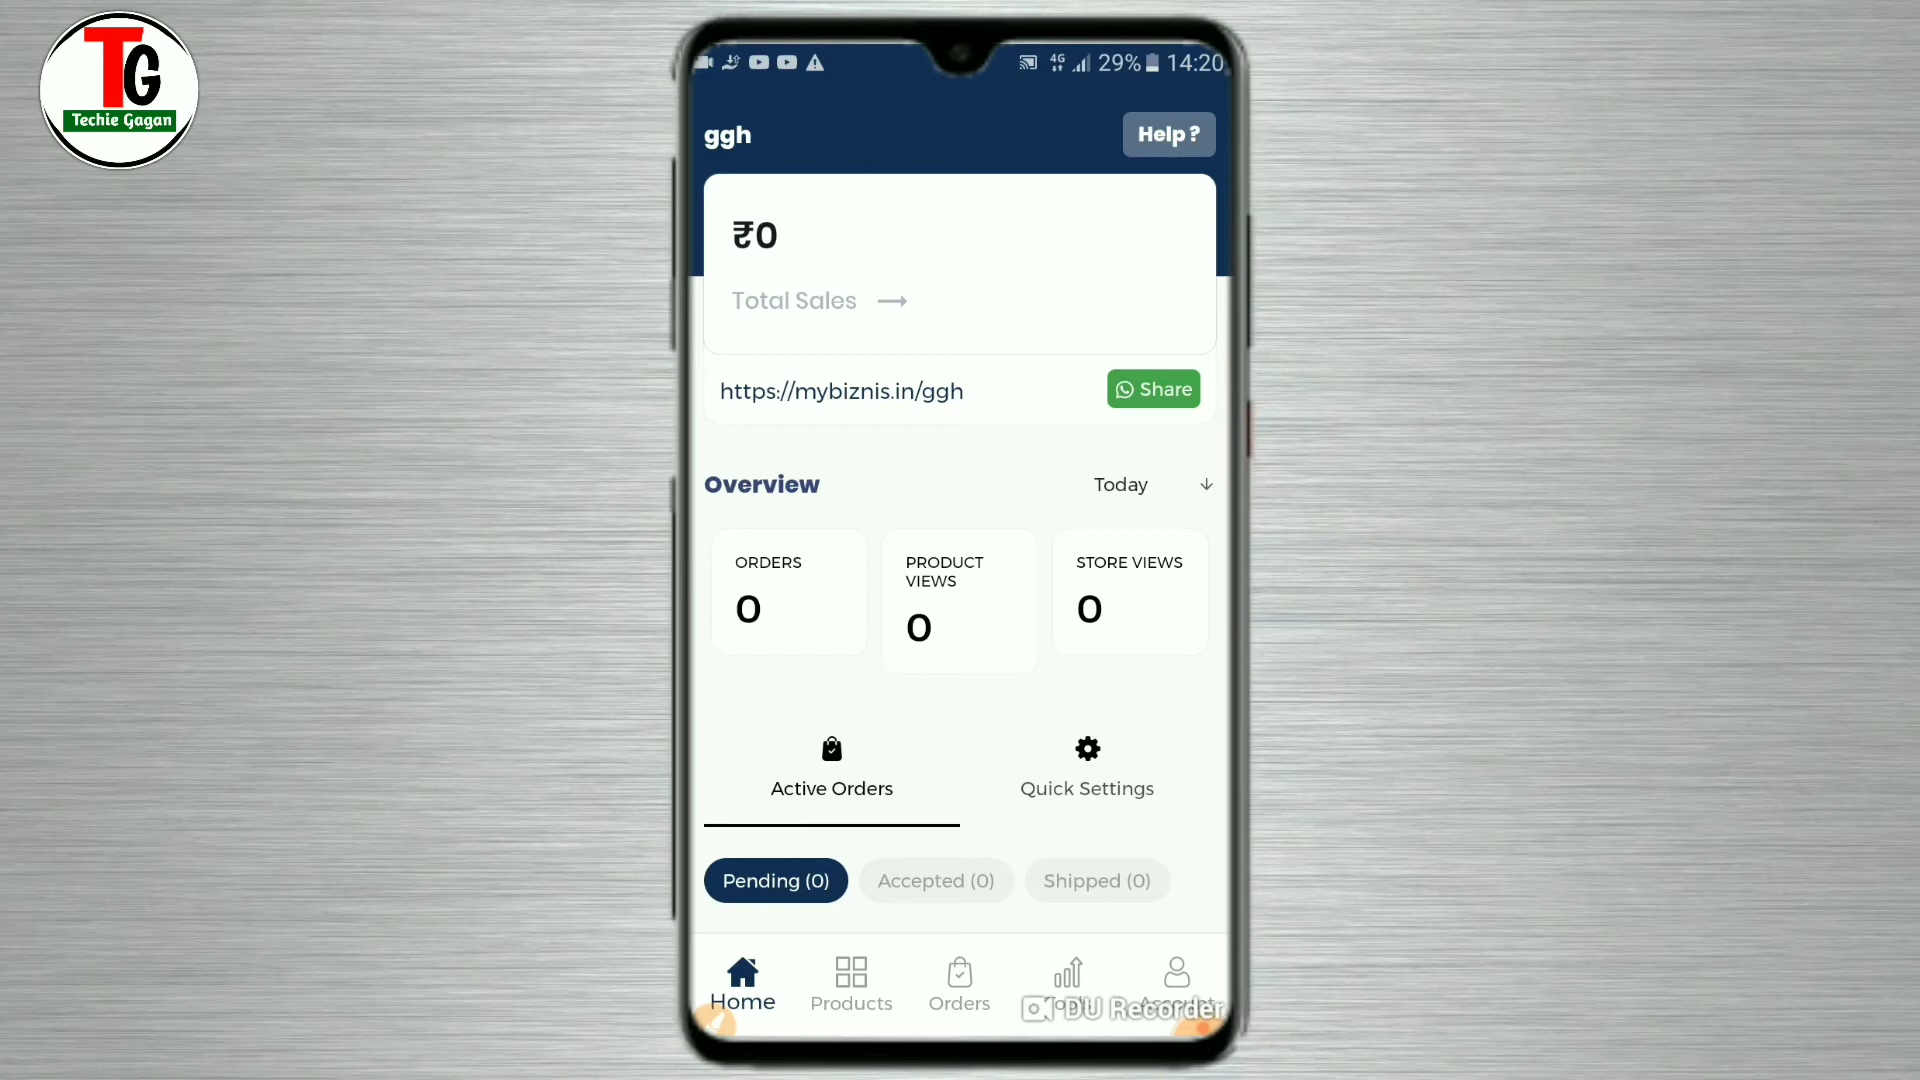 TG
Techie Gagan
4G 29% 14:20
ggh
Help ?
₹0
Total Sales
https://mybiznis.in/ggh
Share
Overview
Today
ORDERS
0
PRODUCT
VIEWS
0
STORE VIEWS
0
Active Orders
Quick Settings
Pending (0)
Accepted (0)
Shipped (0)
Home
Products
Orders
Account
DU Recorder